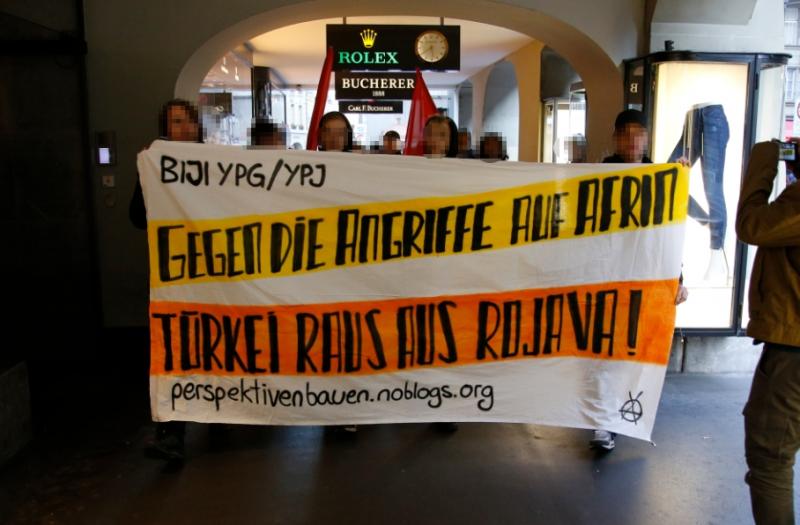 ROLEX
BUCHERER
1888
CARL F. BUCHERER
B
BIJI YPG/YPJ
GEGEN DIE ANGRIFFE AUF AFRIN
TÜRKEI RAUS AUS ROJAVA!
perspektivenbauen.noblogs.org